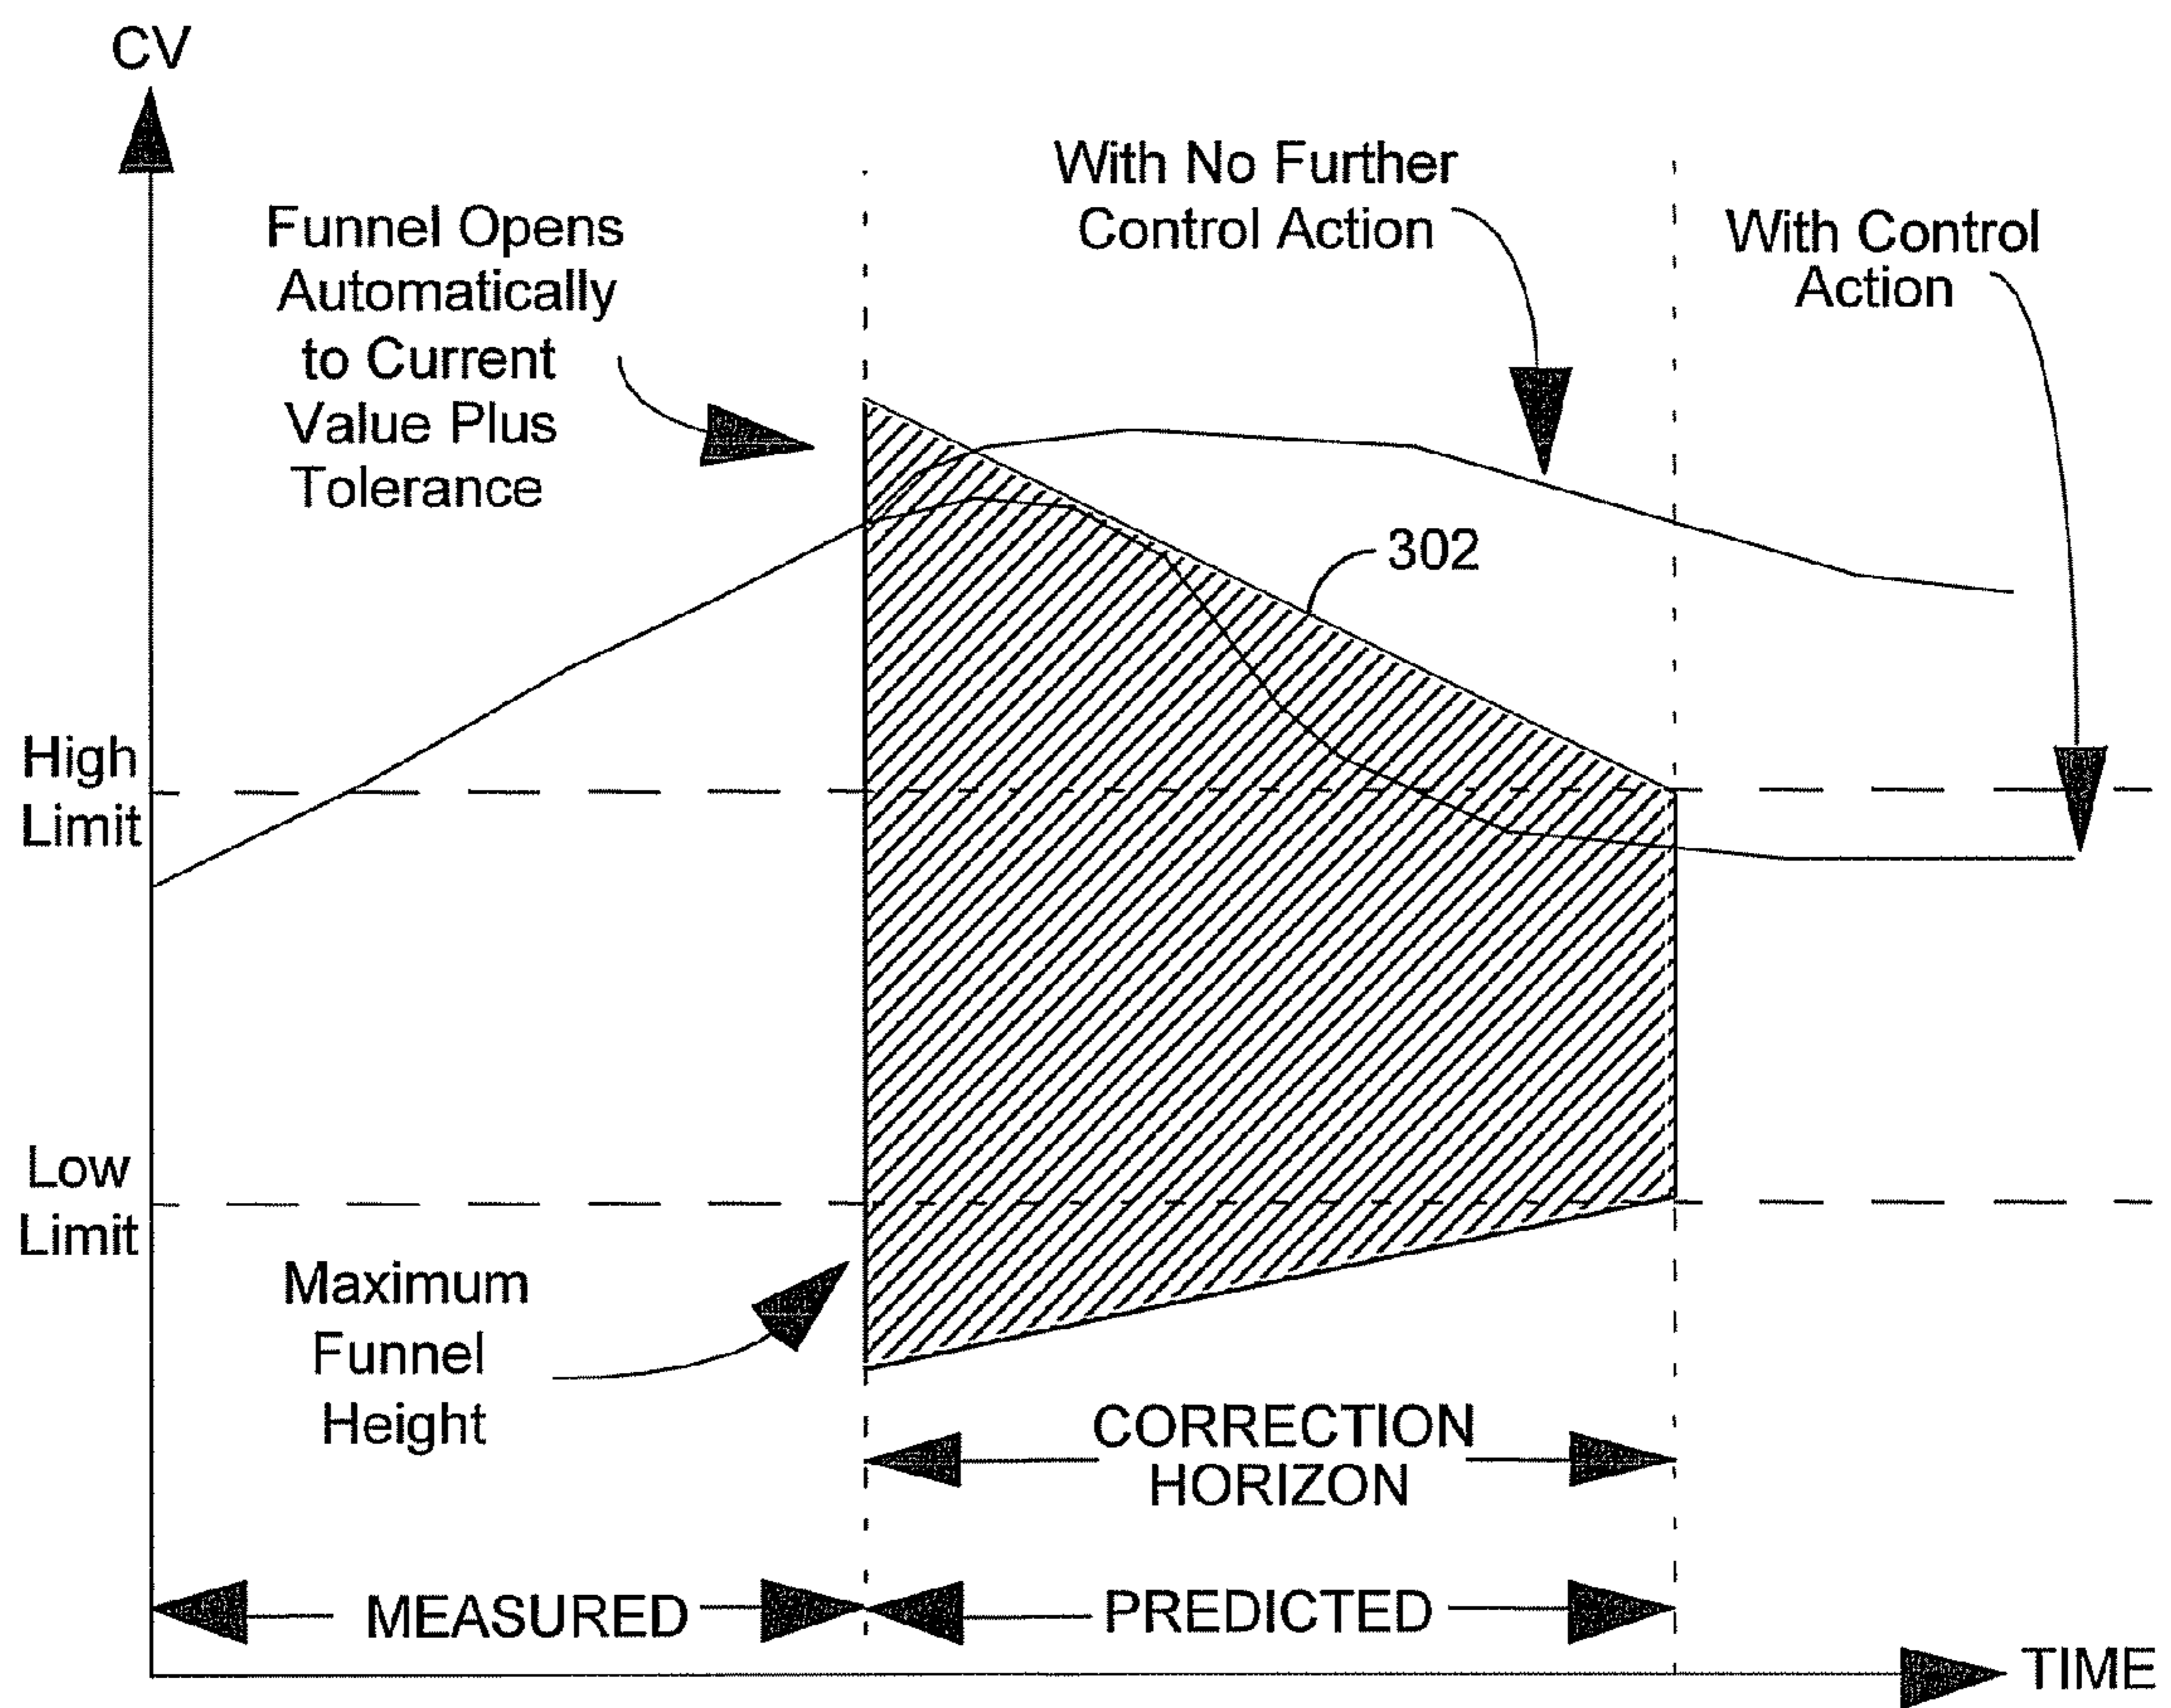 CV
With No Further
Control Action
Funnel Opens
Automatically
to Current
Value Plus
Tolerance
With Control
Action
302
High
Limit
Low
Limit
Maximum
Funnel
Height
CORRECTION
HORIZON
MEASURED
PREDICTED
TIME